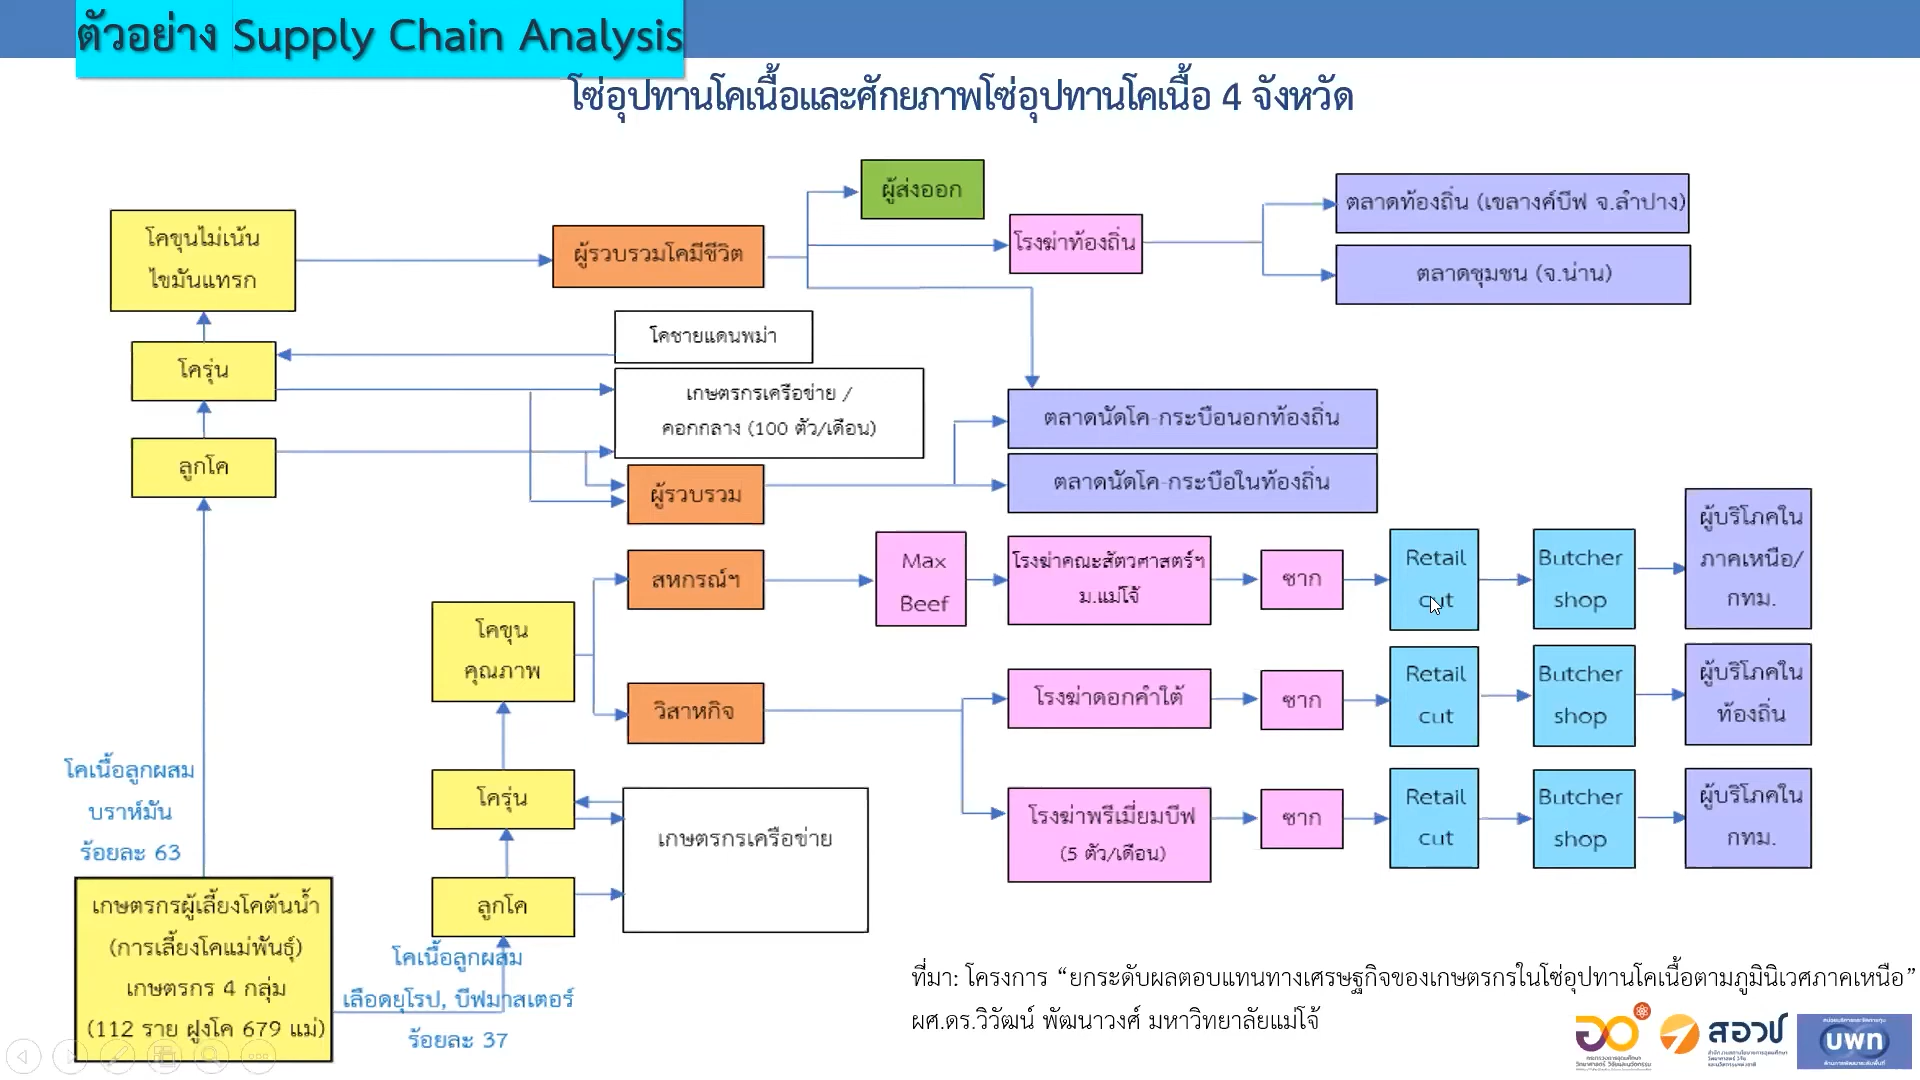 ตัวอย่าง Supply Chain Analysis
โซ่อุปทานโคเนื้อและศักยภาพโซ่อุปทานโคเนื้อ 4 จังหวัด
ผู้ส่งออก
โคขุนไม่เน้น
ไขมันแทรก
ผู้รวบรวมโคมีชีวิต
โรงฆ่าท้องถิ่น
ตลาดท้องถิ่น (เขลางค์บีฟ จ.ลำปาง)
ตลาดชุมชน (จ.น่าน)
โครุ่น
โคชายแดนพม่า
เกษตรกรเครือข่าย /
คอกกลาง (100 ตัว/เดือน)
ลูกโค
ผู้รวบรวม
ตลาดนัดโค-กระบือนอกท้องถิ่น
ตลาดนัดโค-กระบือในท้องถิ่น
โคขุน
คุณภาพ
สหกรณ์ฯ
Max
Beef
โรงฆ่าคณะสัตวศาสตร์ฯ
ม.แม่โจ้
ซาก
Retail
cut
Butcher
shop
ผู้บริโภคใน
ภาคเหนือ/
กทม.
วิสาหกิจ
โรงฆ่าดอกคำใต้
ซาก
Retail
cut
Butcher
shop
ผู้บริโภคใน
ท้องถิ่น
โครุ่น
เกษตรกรเครือข่าย
โรงฆ่าพรีเมี่ยมบีฟ
(5 ตัว/เดือน)
ซาก
Retail
cut
Butcher
shop
ผู้บริโภคใน
กทม.
ลูกโค
โคเนื้อลูกผสม
บราห์มัน
ร้อยละ 63
เกษตรกรผู้เลี้ยงโคต้นน้ำ
(การเลี้ยงโคแม่พันธุ์)
เกษตรกร 4 กลุ่ม
(112 ราย ฝูงโค 679 แม่)
โคเนื้อลูกผสม
เลือดยุโรป, บีฟมาสเตอร์
ร้อยละ 37
ที่มา: โครงการ “ยกระดับผลตอบแทนทางเศรษฐกิจของเกษตรกรในโซ่อุปทานโคเนื้อตามภูมินิเวศภาคเหนือ”
ผศ.ดร.วิวัฒน์ พัฒนาวงศ์ มหาวิทยาลัยแม่โจ้
สอวช
บพท